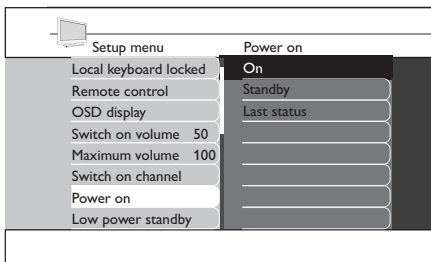 Setup menu
Power on
Local keyboard locked
On
Remote control
Standby
OSD display
Last status
Switch on volume 50
Maximum volume 100
Switch on channel
Power on
Low power standby